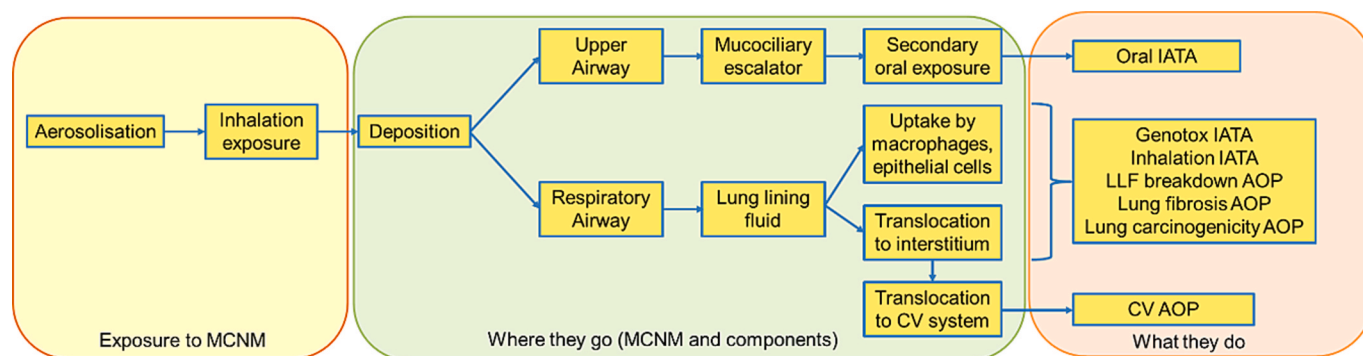 Aerosolisation
Inhalation
exposure
Exposure to MCNM
Deposition
Upper
Airway
Mucociliary
escalator
Secondary
oral exposure
Respiratory
Airway
Lung lining
fluid
Uptake by
macrophages,
epithelial cells
Translocation
to interstitium
Translocation
to CV system
Where they go (MCNM and components)
Oral IATA
Genotox IATA
Inhalation IATA
LLF breakdown AOP
Lung fibrosis AOP
Lung carcinogenicity AOP
CV AOP
What they do